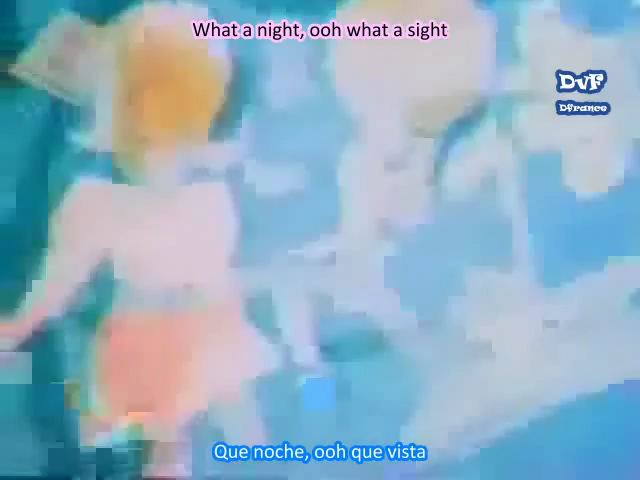 What a night, ooh what a sight
DvF
Dfrance
Que noche, ooh que vista